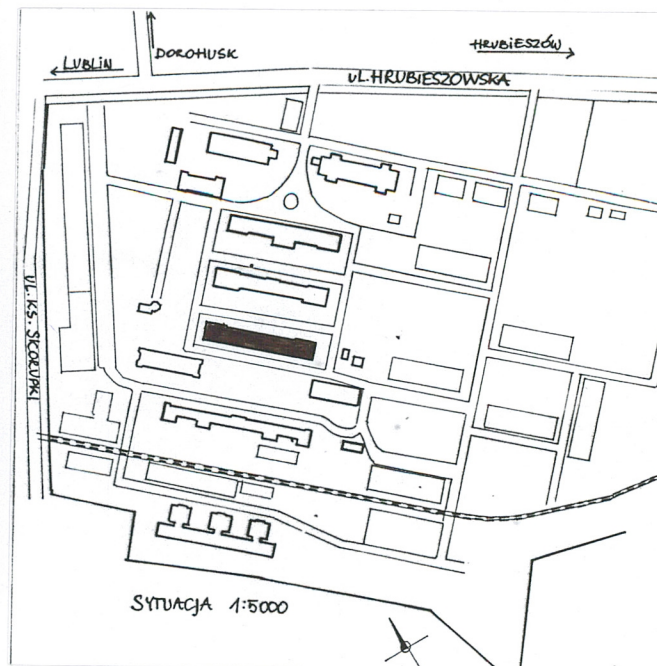 HRUBIESZÓW
LUBLIN
DOROHUSK
UL. HRUBIESZOWSKA
UL. KS. SKORUPKI
SYTUACJA 1:5000